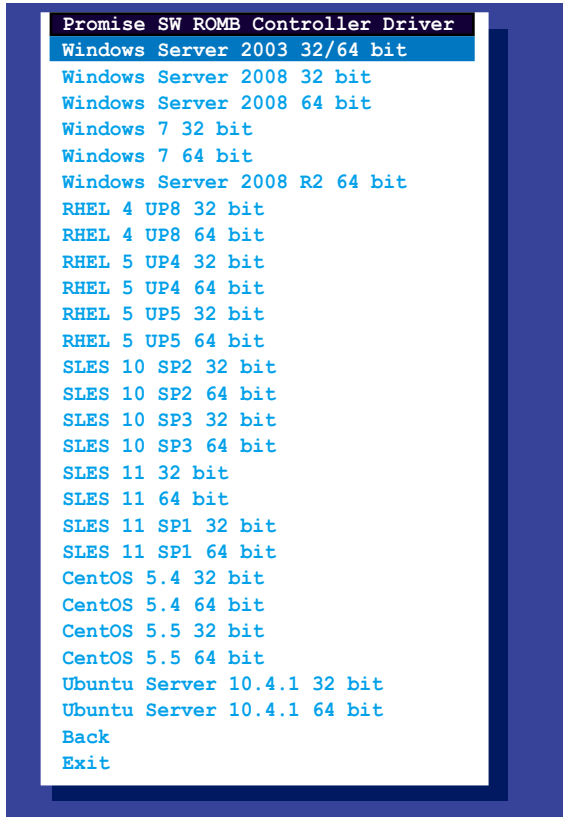 Promise SW ROMB Controller Driver
Windows Server 2003 32/64 bit
Windows Server 2008 32 bit
Windows Server 2008 64 bit
Windows 7 32 bit
Windows 7 64 bit
Windows Server 2008 R2 64 bit
RHEL 4 UP8 32 bit
RHEL 4 UP8 64 bit
RHEL 5 UP4 32 bit
RHEL 5 UP4 64 bit
RHEL 5 UP5 32 bit
RHEL 5 UP5 64 bit
SLES 10 SP2 32 bit
SLES 10 SP2 64 bit
SLES 10 SP3 32 bit
SLES 10 SP3 64 bit
SLES 11 32 bit
SLES 11 64 bit
SLES 11 SP1 32 bit
SLES 11 SP1 64 bit
CentOS 5.4 32 bit
CentOS 5.4 64 bit
CentOS 5.5 32 bit
CentOS 5.5 64 bit
Ubuntu Server 10.4.1 32 bit
Ubuntu Server 10.4.1 64 bit
Back
Exit